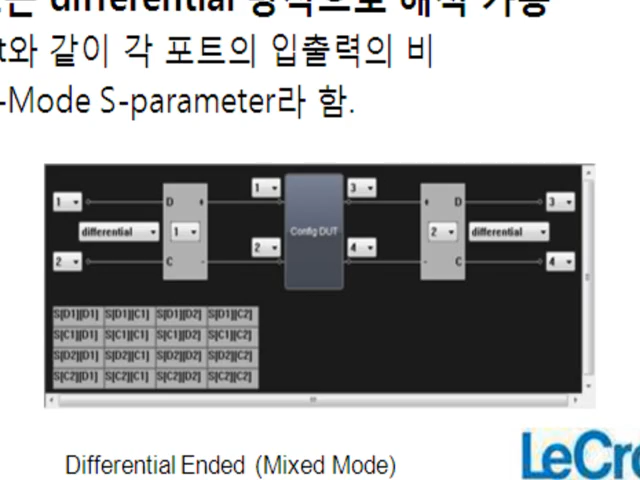 은 differential 방식으로 해석 가능
t와 같이 각 포트의 입출력의 비
-Mode S-parameter라 함.
1 D + 1 3 + D 3
differential 1 Config DUT 2 differential
2 C - 2 4 - C 4
S[D1][D1] S[D1][C1] S[D1][D2] S[D1][C2]
S[C1][D1] S[C1][C1] S[C1][D2] S[C1][C2]
S[D2][D1] S[D2][C1] S[D2][D2] S[D2][C2]
S[C2][D1] S[C2][C1] S[C2][D2] S[C2][C2]
Differential Ended (Mixed Mode)
LeCro